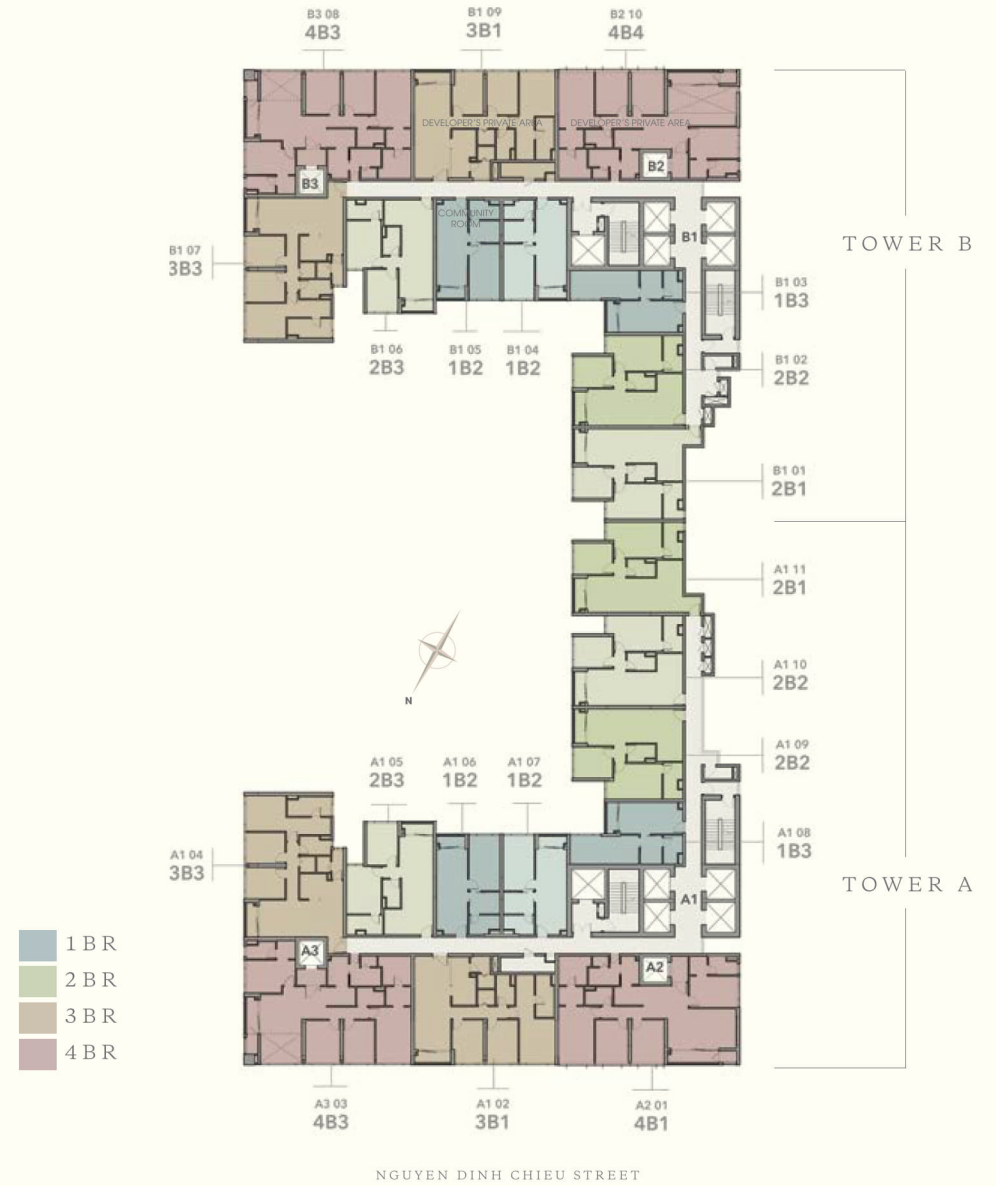 B3 08
4B3
B1 09
3B1
B2 10
4B4
DEVELOPER'S PRIVATE AREA
DEVELOPER'S PRIVATE AREA
B3
B2
COMMUNITY
ROOM
B1
TOWER B
B1 07
3B3
B1 03
1B3
B1 06
2B3
B1 05
1B2
B1 04
1B2
B1 02
2B2
B1 01
2B1
A1 11
2B1
A1 10
2B2
N
A1 09
2B2
A1 05
2B3
A1 06
1B2
A1 07
1B2
A1 08
1B3
A1 04
3B3
TOWER A
A1
A3
A2
1BR
2BR
3BR
4BR
A3 03
4B3
A1 02
3B1
A2 01
4B1
NGUYEN DINH CHIEU STREET